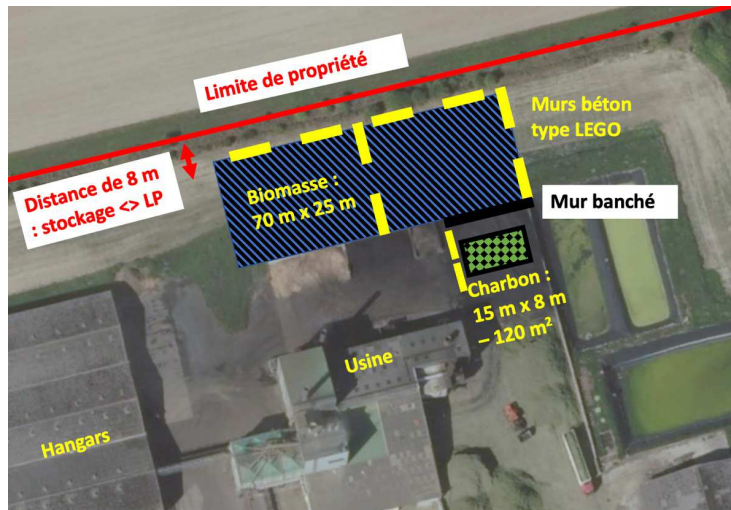 Limite de propriété
Murs béton
type LEGO
Distance de 8 m
: stockage <> LP
Biomasse :
70 m x 25 m
Mur banché
Charbon :
15 m x 8 m
– 120 m²
Usine
Hangars